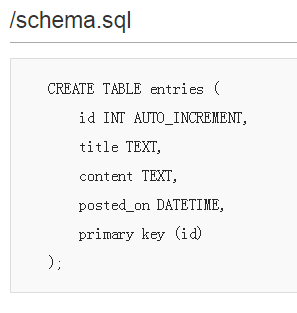 /schema.sql
CREATE TABLE entries (
    id INT AUTO_INCREMENT,
    title TEXT,
    content TEXT,
    posted_on DATETIME,
    primary key (id)
);